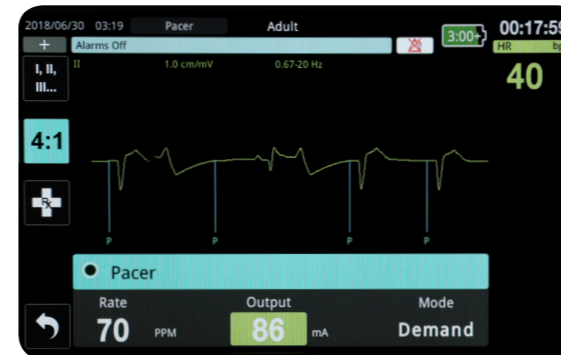 2018/06/30 03:19 Pacer Adult
3:00+
00:17:59
+
Alarms Off
HR bp
I, II,
III...
II 1.0 cm/mV 0.67-20 Hz
40
4:1
Rx
P P P P
Pacer
Rate Output Mode
70 PPM 86 mA Demand